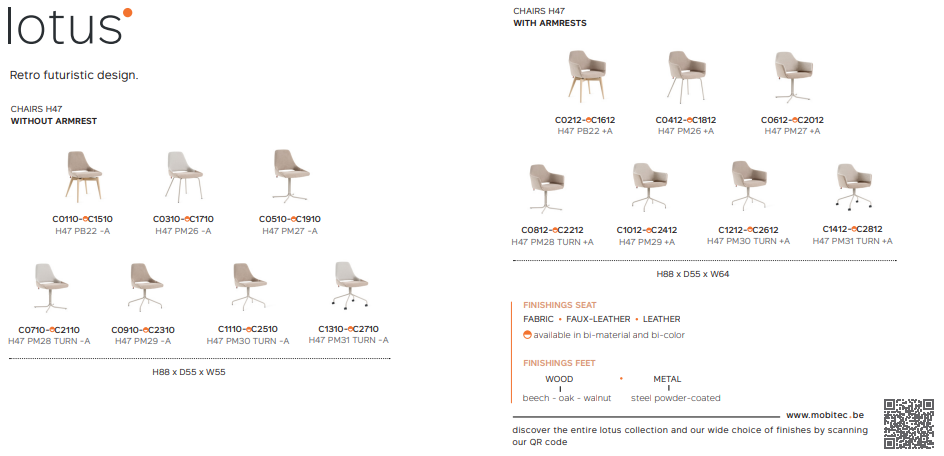 lotus
Retro futuristic design.
CHAIRS H47
WITHOUT ARMREST
C0110-C1510
H47 PB22 -A
C0310-C1710
H47 PM26 -A
C0510-C1910
H47 PM27 -A
C0710-C2110
H47 PM28 TURN -A
C0910-C2310
H47 PM29 -A
C1110-C2510
H47 PM30 TURN -A
C1310-C2710
H47 PM31 TURN -A
H88 x D55 x W55
CHAIRS H47
WITH ARMRESTS
C0212-C1612
H47 PB22 +A
C0412-C1812
H47 PM26 +A
C0612-C2012
H47 PM27 +A
C0812-C2212
H47 PM28 TURN +A
C1012-C2412
H47 PM29 +A
C1212-C2612
H47 PM30 TURN +A
C1412-C2812
H47 PM31 TURN +A
H88 x D55 x W64
FINISHINGS SEAT
FABRIC • FAUX-LEATHER • LEATHER
available in bi-material and bi-color
FINISHINGS FEET
WOOD • METAL
beech - oak - walnut steel powder-coated
www.mobitec.be
discover the entire lotus collection and our wide choice of finishes by scanning
our QR code